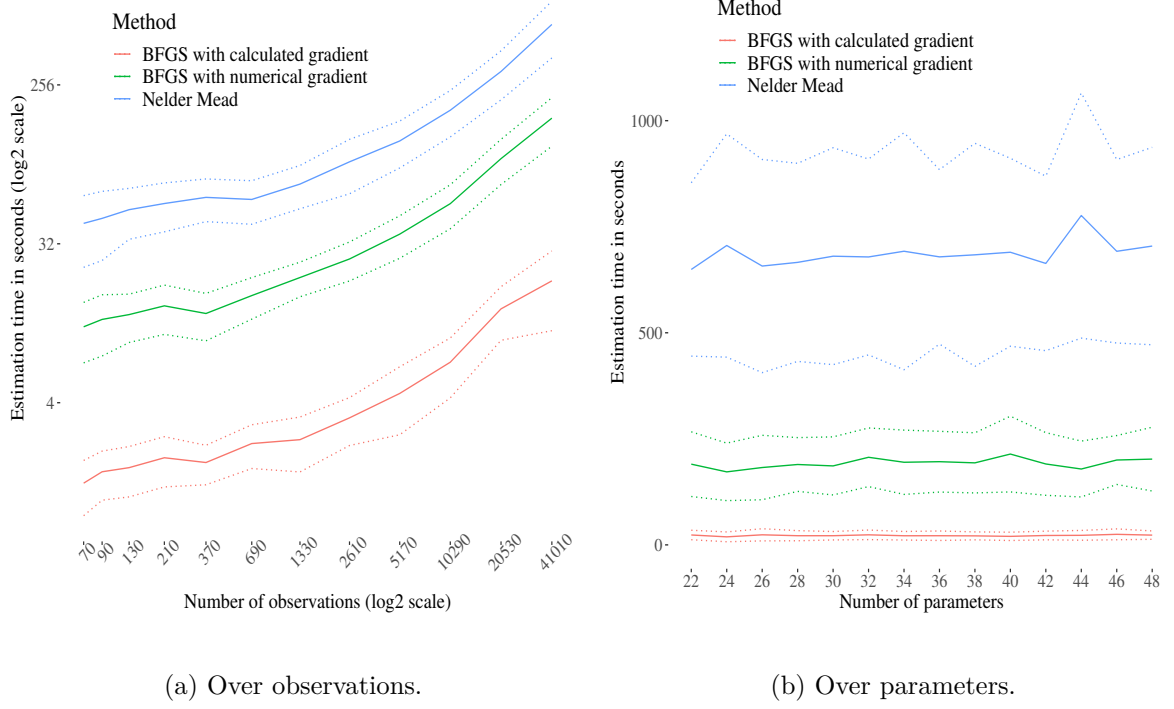 Method
BFGS with calculated gradient
BFGS with numerical gradient
Nelder Mead
Estimation time in seconds (log2 scale)
256
32
4
70 90 130 210 370 690 1330 2610 5170 10290 20530 41010
Number of observations (log2 scale)
(a) Over observations.
Method
BFGS with calculated gradient
BFGS with numerical gradient
Nelder Mead
Estimation time in seconds
1000
500
0
22 24 26 28 30 32 34 36 38 40 42 44 46 48
Number of parameters
(b) Over parameters.